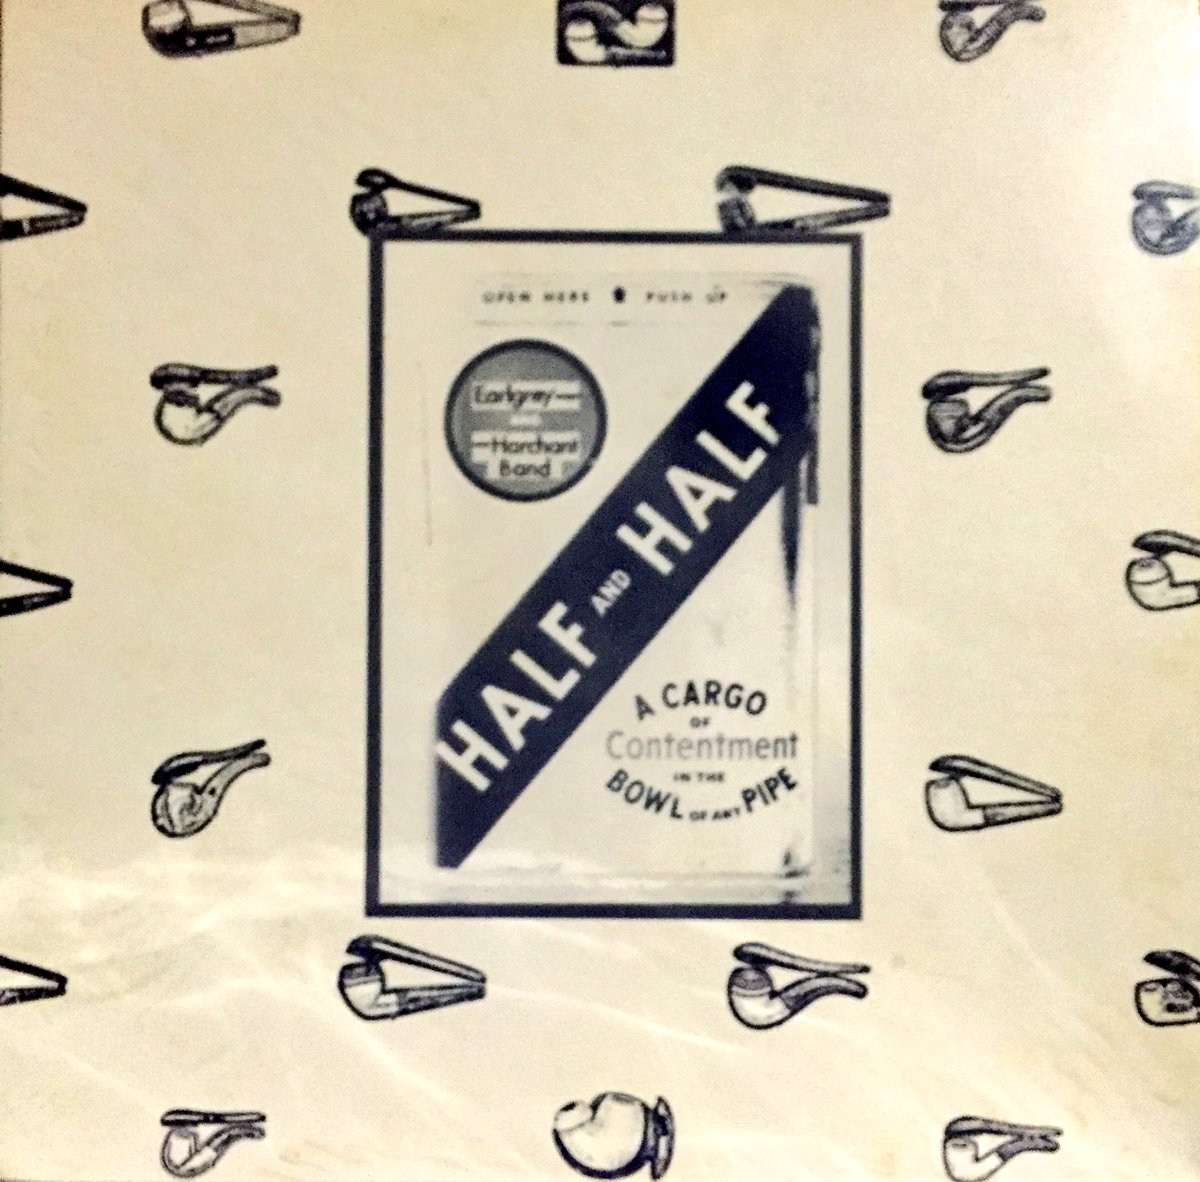 OPEN HERE PUSH UP
Earlgrey
Harchant
Band
HALF AND HALF
A CARGO
OF
Contentment
IN THE
BOWL OF ANY PIPE